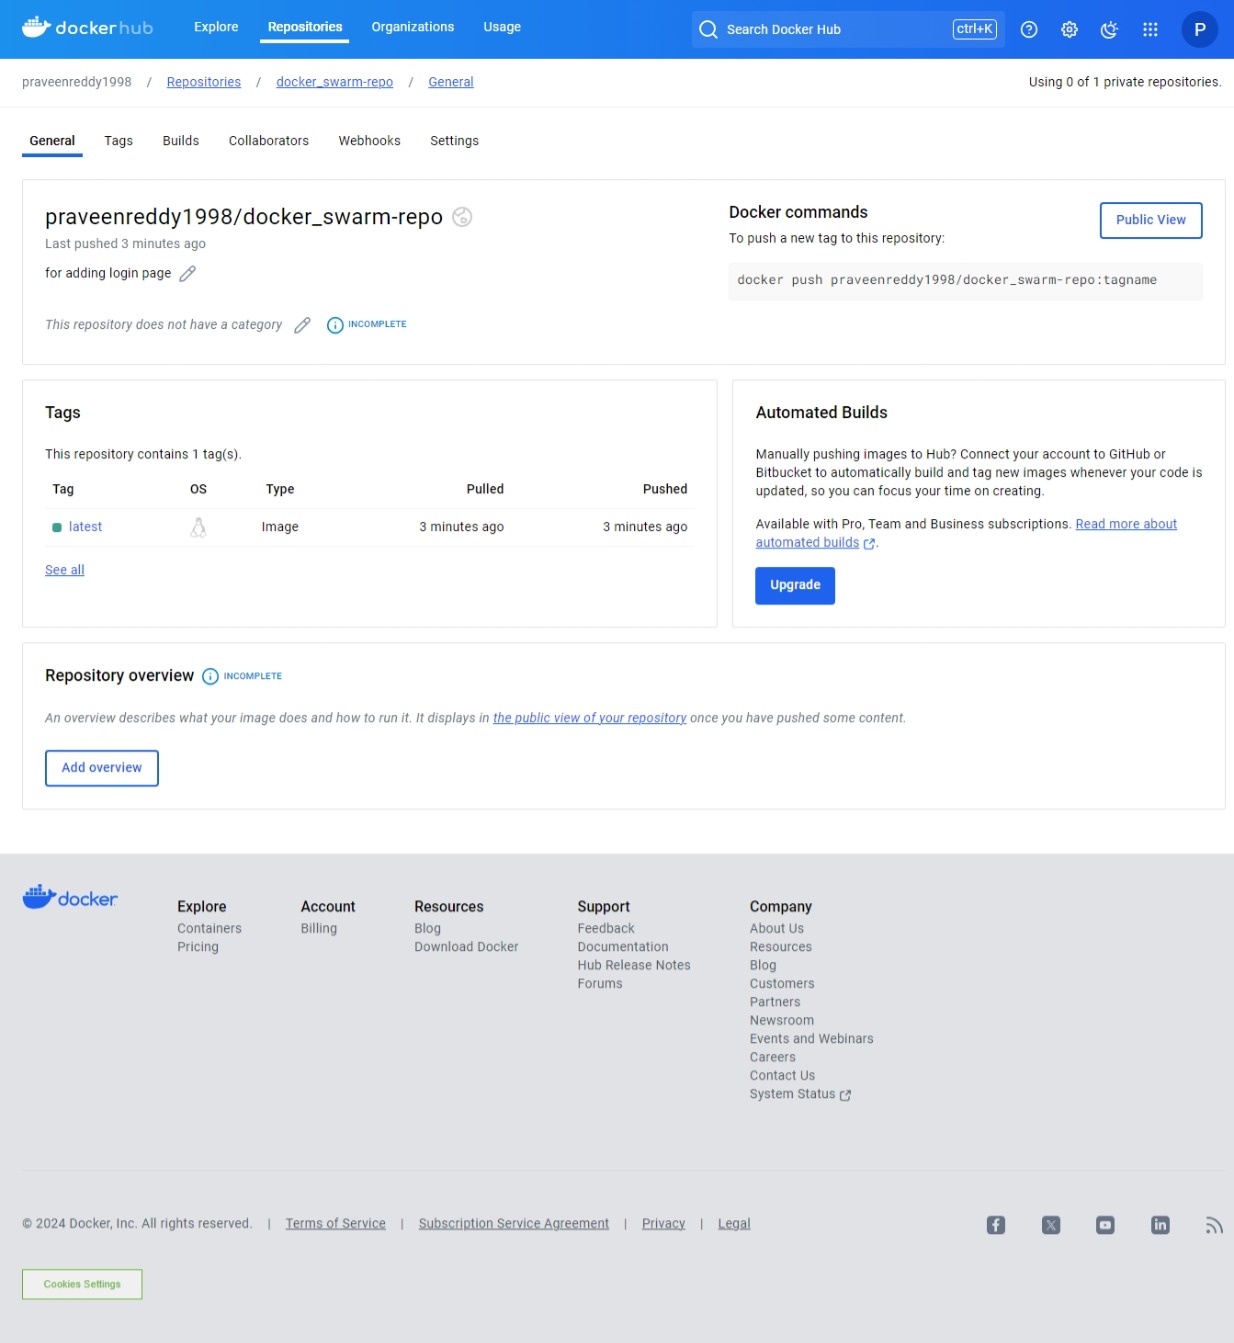 dockerhub Explore Repositories Organizations Usage Search Docker Hub ctrl+K P
praveenreddy1998 / Repositories / docker_swarm-repo / General Using 0 of 1 private repositories.
General Tags Builds Collaborators Webhooks Settings
praveenreddy1998/docker_swarm-repo
Last pushed 3 minutes ago
for adding login page
This repository does not have a category INCOMPLETE
Docker commands
Public View
To push a new tag to this repository:
docker push praveenreddy1998/docker_swarm-repo:tagname
Tags
This repository contains 1 tag(s).
Tag OS Type Pulled Pushed
latest Image 3 minutes ago 3 minutes ago
See all
Automated Builds
Manually pushing images to Hub? Connect your account to GitHub or
Bitbucket to automatically build and tag new images whenever your code is
updated, so you can focus your time on creating.
Available with Pro, Team and Business subscriptions. Read more about
automated builds .
Upgrade
Repository overview INCOMPLETE
An overview describes what your image does and how to run it. It displays in the public view of your repository once you have pushed some content.
Add overview
docker
Explore
Containers
Pricing
Account
Billing
Resources
Blog
Download Docker
Support
Feedback
Documentation
Hub Release Notes
Forums
Company
About Us
Resources
Blog
Customers
Partners
Newsroom
Events and Webinars
Careers
Contact Us
System Status
© 2024 Docker, Inc. All rights reserved. | Terms of Service | Subscription Service Agreement | Privacy | Legal
Cookies Settings